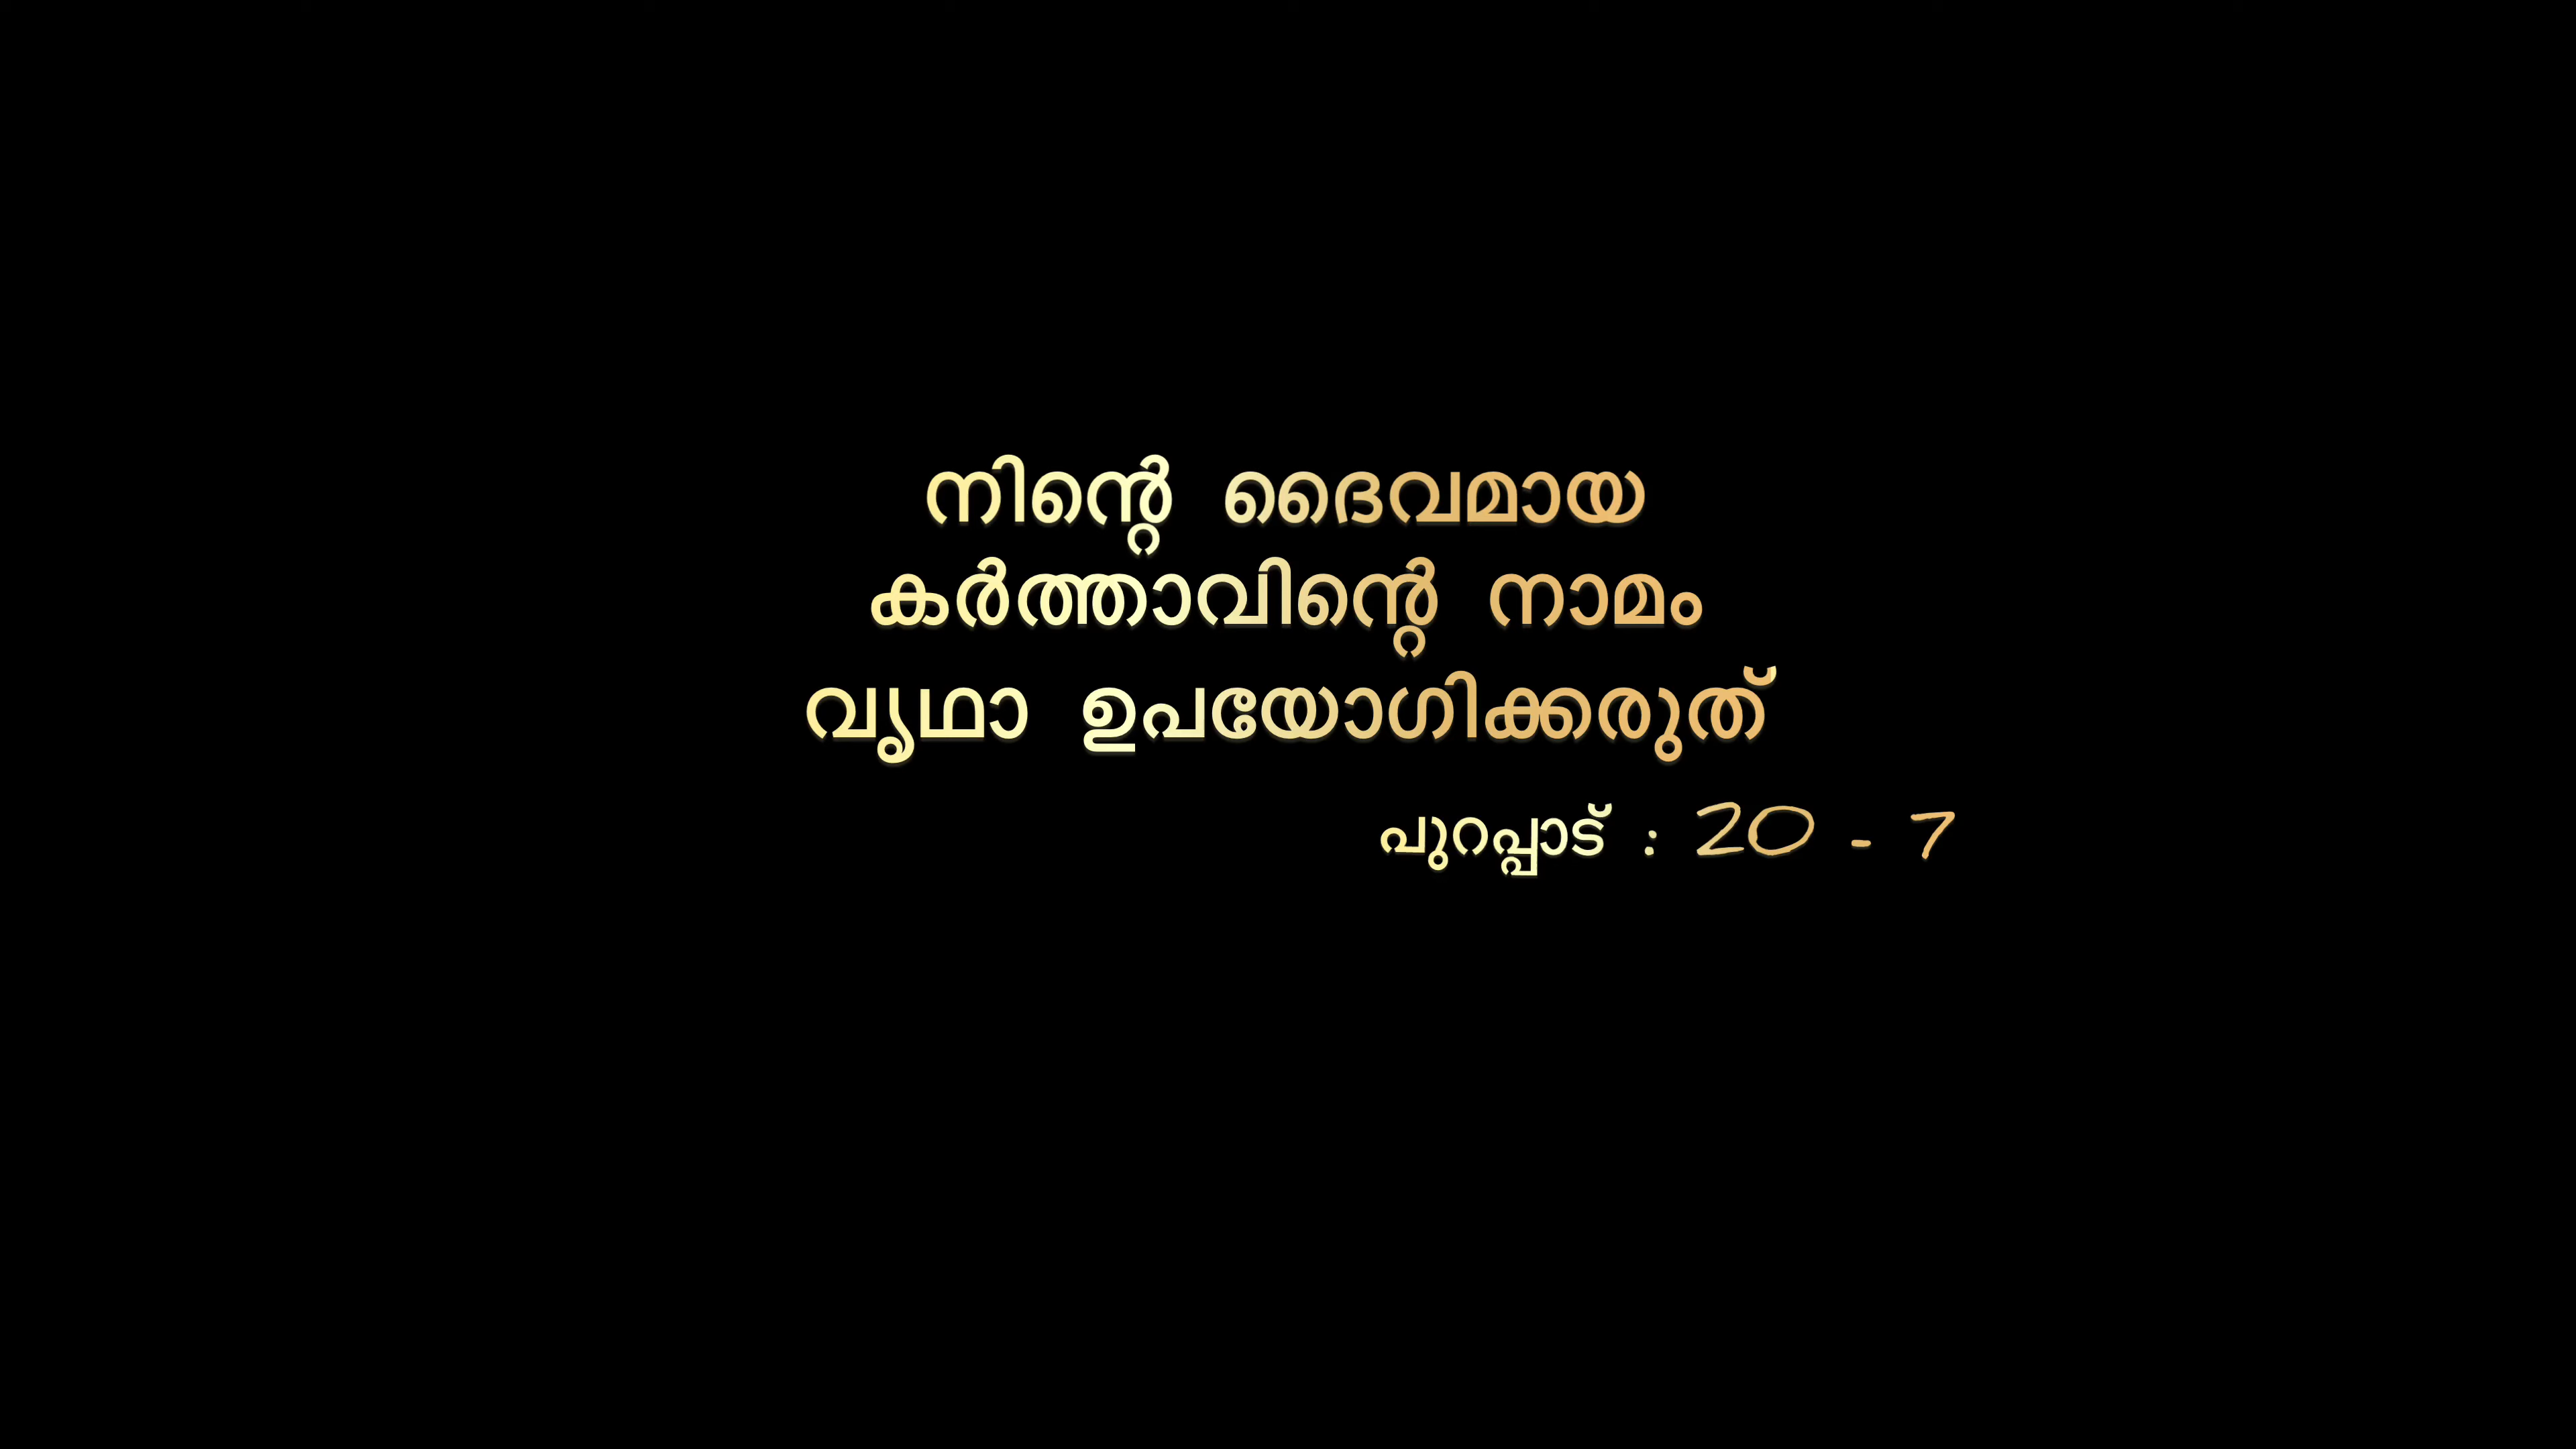 നിന്റെ ദൈവമായ
കർത്താവിന്റെ നാമം
വൃഥാ ഉപയോഗിക്കരുത്
പുറപ്പാട് : 20 - 7